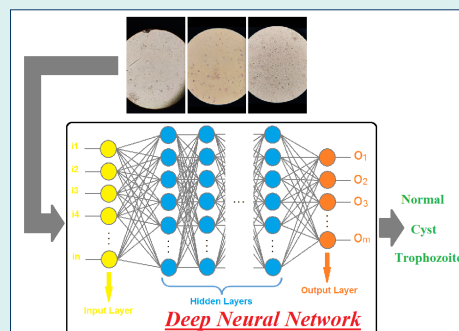 i1
i2
i3
i4
in
O1
O2
O3
Om
Input Layer
Hidden Layers
Output Layer
Deep Neural Network
Normal
Cyst
Trophozoite